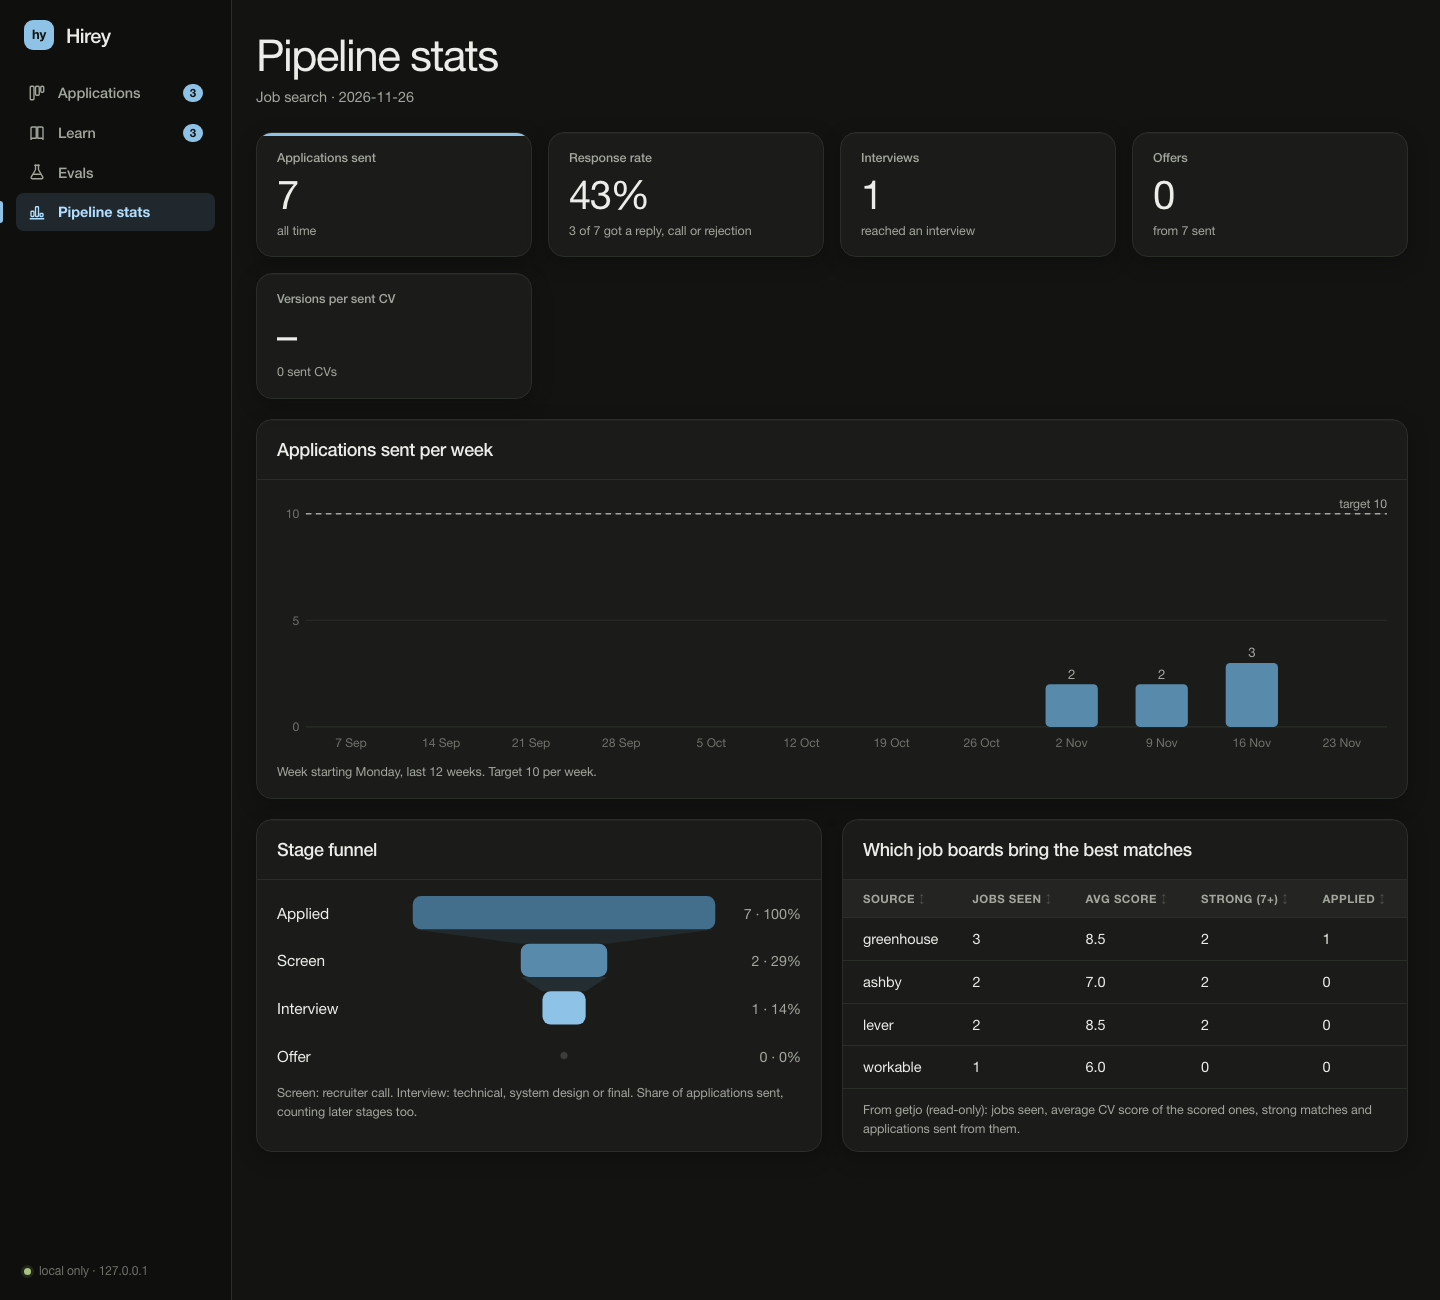 hy Hirey
Applications 3
Learn 3
Evals
Pipeline stats
local only · 127.0.0.1
Pipeline stats
Job search · 2026-11-26
Applications sent
7
all time
Response rate
43%
3 of 7 got a reply, call or rejection
Interviews
1
reached an interview
Offers
0
from 7 sent
Versions per sent CV
–
0 sent CVs
Applications sent per week
target 10
10
5
0
2
2
3
7 Sep 14 Sep 21 Sep 28 Sep 5 Oct 12 Oct 19 Oct 26 Oct 2 Nov 9 Nov 16 Nov 23 Nov
Week starting Monday, last 12 weeks. Target 10 per week.
Stage funnel
Applied 7 · 100%
Screen 2 · 29%
Interview 1 · 14%
Offer 0 · 0%
Screen: recruiter call. Interview: technical, system design or final. Share of applications sent,
counting later stages too.
Which job boards bring the best matches
SOURCE JOBS SEEN AVG SCORE STRONG (7+) APPLIED
greenhouse 3 8.5 2 1
ashby 2 7.0 2 0
lever 2 8.5 2 0
workable 1 6.0 0 0
From getjo (read-only): jobs seen, average CV score of the scored ones, strong matches and
applications sent from them.